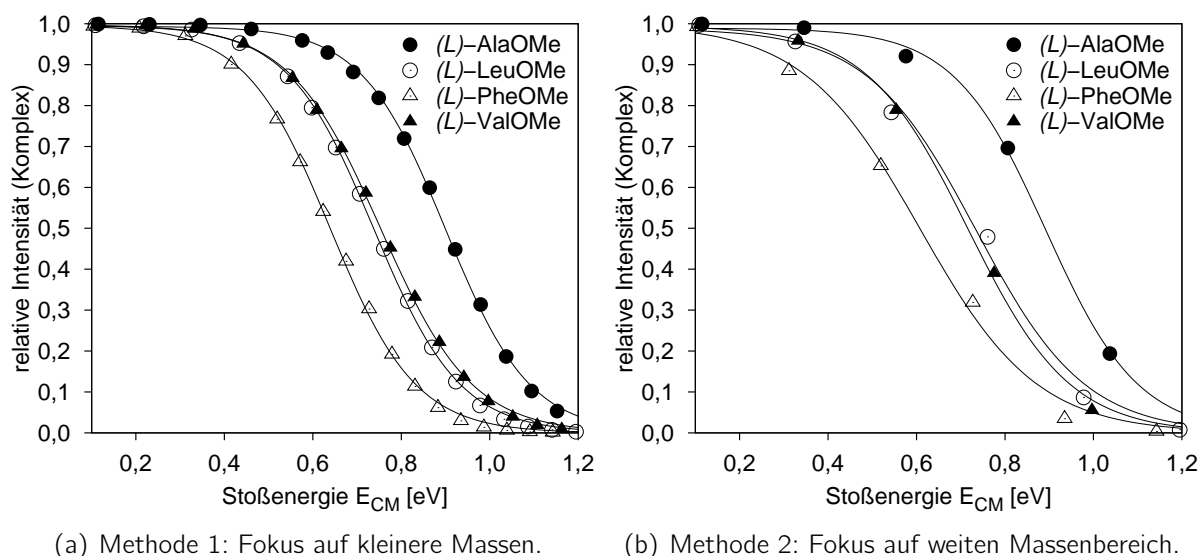 relative Intensität (Komplex)
1,0
0,9
0,8
0,7
0,6
0,5
0,4
0,3
0,2
0,1
0,0
0,2 0,4 0,6 0,8 1,0 1,2
Stoßenergie E_CM [eV]
(L)–AlaOMe
(L)–LeuOMe
(L)–PheOMe
(L)–ValOMe
(a) Methode 1: Fokus auf kleinere Massen.
relative Intensität (Komplex)
1,0
0,9
0,8
0,7
0,6
0,5
0,4
0,3
0,2
0,1
0,0
0,2 0,4 0,6 0,8 1,0 1,2
Stoßenergie E_CM [eV]
(L)–AlaOMe
(L)–LeuOMe
(L)–PheOMe
(L)–ValOMe
(b) Methode 2: Fokus auf weiten Massenbereich.